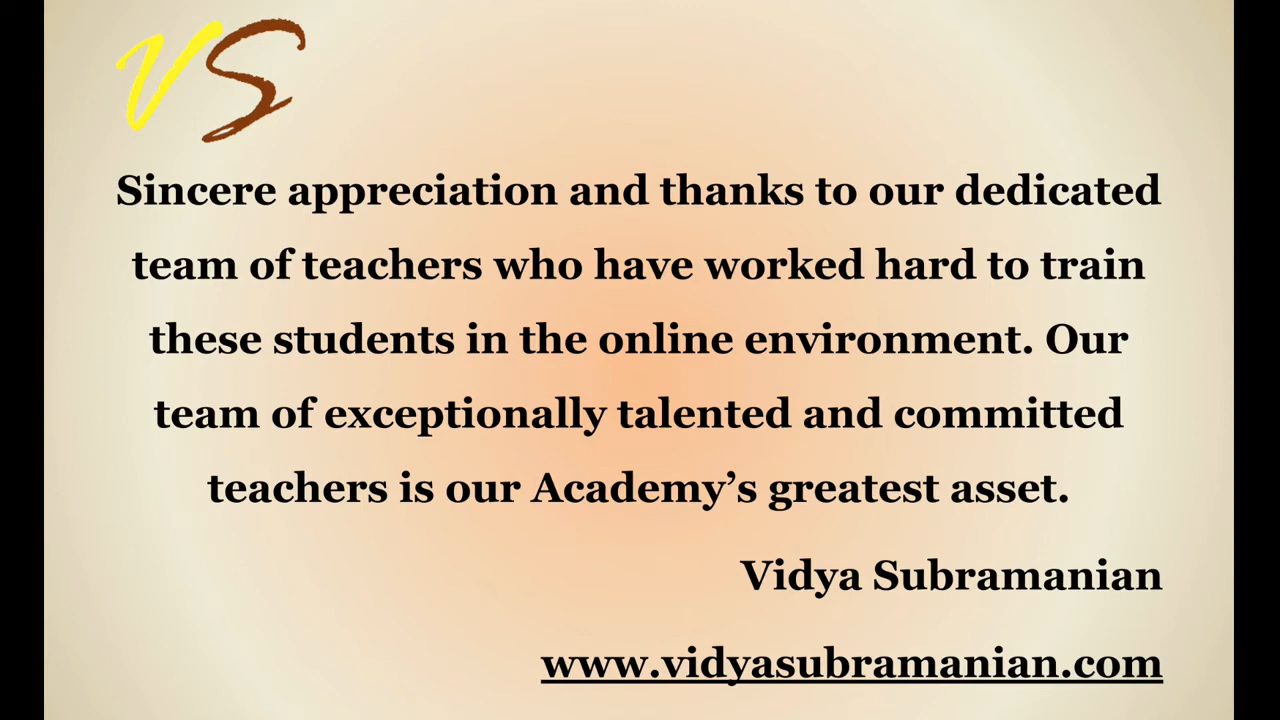 VS
Sincere appreciation and thanks to our dedicated
team of teachers who have worked hard to train
these students in the online environment. Our
team of exceptionally talented and committed
teachers is our Academy’s greatest asset.
Vidya Subramanian
www.vidyasubramanian.com